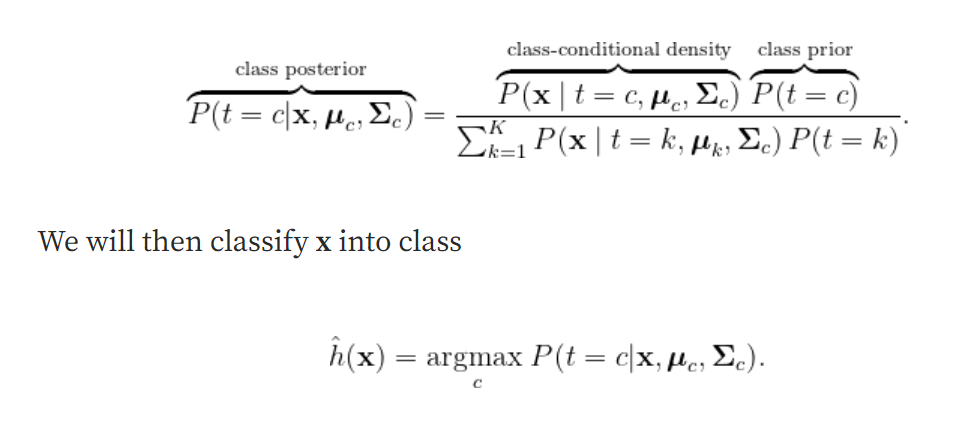 class posterior
class-conditional density class prior
P(t = c|x, μ_c, Σ_c) = P(x | t = c, μ_c, Σ_c) P(t = c) / ∑_{k=1}^{K} P(x | t = k, μ_k, Σ_c) P(t = k).
We will then classify x into class
ĥ(x) = argmax_c P(t = c|x, μ_c, Σ_c).